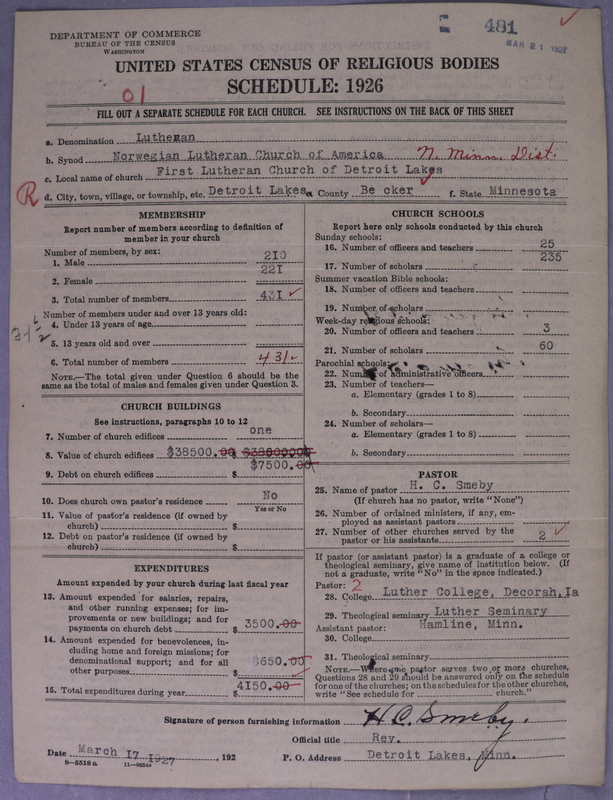 DEPARTMENT OF COMMERCE
BUREAU OF THE CENSUS
WASHINGTON
481
MAR 21 1928
UNITED STATES CENSUS OF RELIGIOUS BODIES
SCHEDULE: 1926
01
FILL OUT A SEPARATE SCHEDULE FOR EACH CHURCH. SEE INSTRUCTIONS ON THE BACK OF THIS SHEET
a. Denomination Lutheran
b. Synod Norwegian Lutheran Church of America N. Minn. Dist.
c. Local name of church First Lutheran Church of Detroit Lakes
R d. City, town, village, or township, etc. Detroit Lakes e. County Be cker f. State Minnesota
MEMBERSHIP
Report number of members according to definition of
member in your church
Number of members, by sex:
1. Male 210
2. Female 221
3. Total number of members 431
Number of members under and over 13 years old:
4. Under 13 years of age
5. 13 years old and over
6. Total number of members 431
NOTE.—The total given under Question 6 should be the
same as the total of males and females given under Question 3.
CHURCH BUILDINGS
See instructions, paragraphs 10 to 12
7. Number of church edifices one
8. Value of church edifices $38500.00
9. Debt on church edifices $ $7500.00
10. Does church own pastor's residence No
Yes or No
11. Value of pastor's residence (if owned by
church) $
12. Debt on pastor's residence (if owned by
church) $
EXPENDITURES
Amount expended by your church during last fiscal year
13. Amount expended for salaries, repairs,
and other running expenses; for im-
provements or new buildings; and for
payments on church debt $ 3500.00
14. Amount expended for benevolences, in-
cluding home and foreign missions; for
denominational support; and for all
other purposes $650.00
15. Total expenditures during year $ 4150.00
CHURCH SCHOOLS
Report here only schools conducted by this church
Sunday schools:
16. Number of officers and teachers 25
17. Number of scholars 235
Summer vacation Bible schools:
18. Number of officers and teachers
19. Number of scholars
Week-day religious schools:
20. Number of officers and teachers 3
21. Number of scholars 60
Parochial schools:
22. Number of administrative officers
23. Number of teachers—
a. Elementary (grades 1 to 8)
b. Secondary
24. Number of scholars—
a. Elementary (grades 1 to 8)
b. Secondary
PASTOR
25. Name of pastor H. C. Smeby
(If church has no pastor, write "None")
26. Number of ordained ministers, if any, em-
ployed as assistant pastors
27. Number of other churches served by the
pastor or his assistants 2
If pastor (or assistant pastor) is a graduate of a college or
theological seminary, give name of institution below. (If
not a graduate, write "No" in the space indicated.)
Pastor: 2
28. College Luther College, Decorah, Ia
29. Theological seminary Luther Seminary
Assistant pastor: Hamline, Minn.
30. College
31. Theological seminary
NOTE.—Where one pastor serves two or more churches,
Questions 28 and 29 should be answered only on the schedule
for one of the churches; on schedules for the other churches,
write "See schedule for church."
Signature of person furnishing information H. C. Smeby
Official title Rev.
Date March 17 1927, 192 P. O. Address Detroit Lakes, Minn.
8—5518a